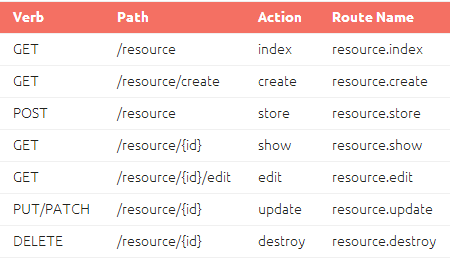 Verb Path Action Route Name
GET /resource index resource.index
GET /resource/create create resource.create
POST /resource store resource.store
GET /resource/{id} show resource.show
GET /resource/{id}/edit edit resource.edit
PUT/PATCH /resource/{id} update resource.update
DELETE /resource/{id} destroy resource.destroy